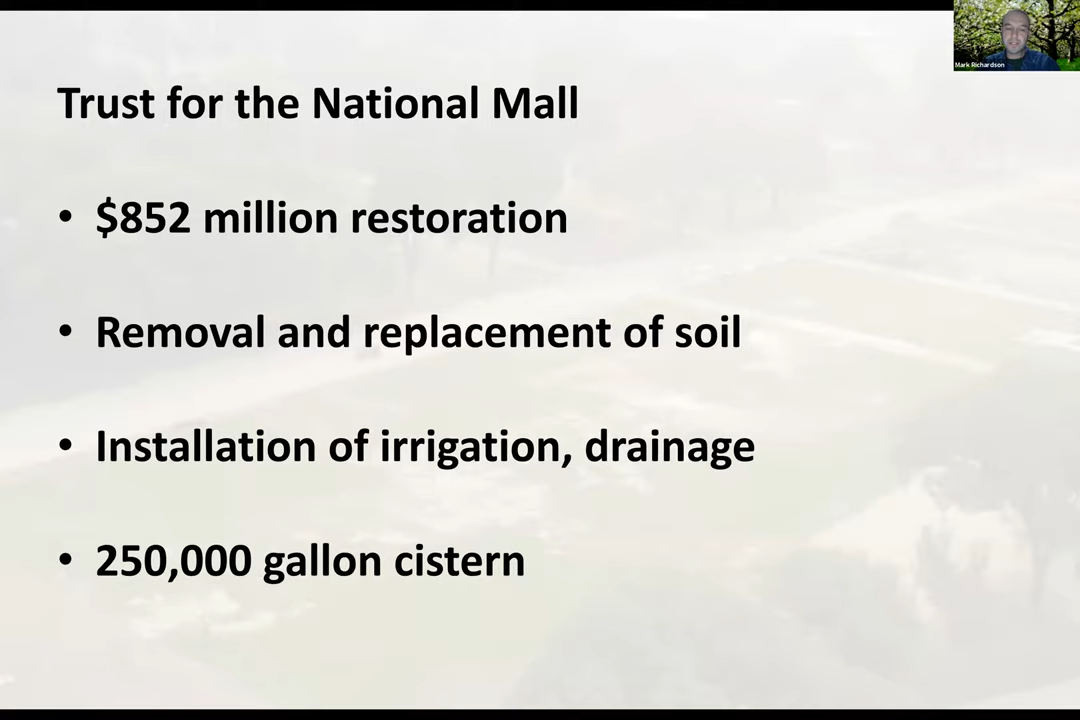 Mark Richardson
Trust for the National Mall
• $852 million restoration
• Removal and replacement of soil
• Installation of irrigation, drainage
• 250,000 gallon cistern